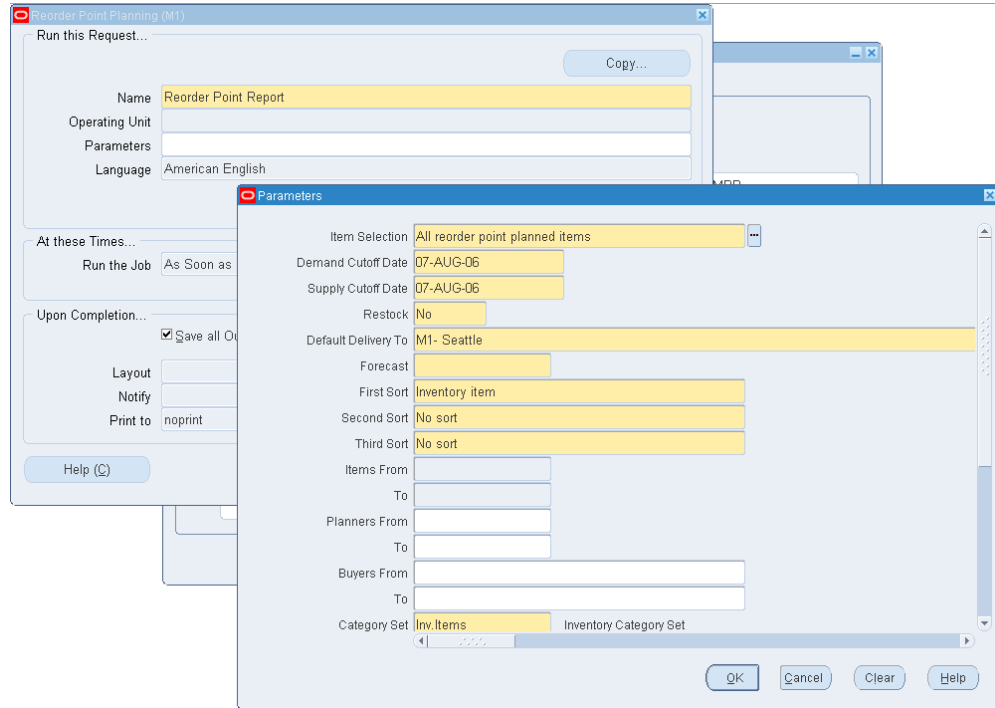 Reorder Point Planning (M1)
Run this Request...
Copy...
Name Reorder Point Report
Operating Unit
Parameters
Language American English
At these Times...
Run the Job As Soon as
Upon Completion...
Save all Ou
Layout
Notify
Print to noprint
Help (C)
Parameters
Item Selection All reorder point planned items
Demand Cutoff Date 07-AUG-06
Supply Cutoff Date 07-AUG-06
Restock No
Default Delivery To M1- Seattle
Forecast
First Sort Inventory item
Second Sort No sort
Third Sort No sort
Items From
To
Planners From
To
Buyers From
To
Category Set Inv.Items Inventory Category Set
OK Cancel Clear Help